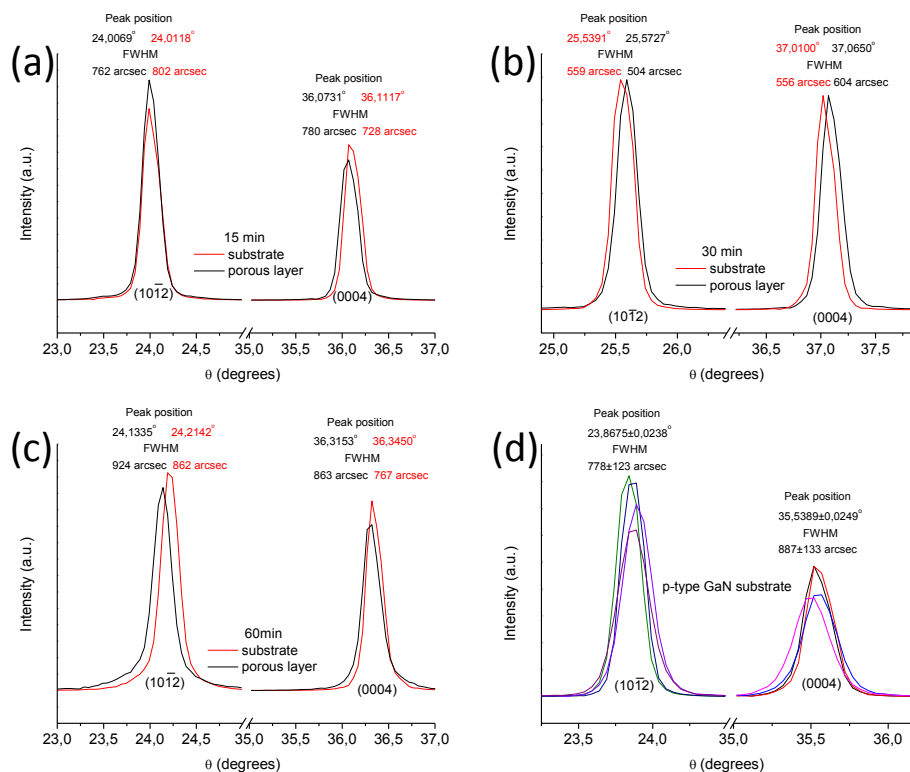 (a)
Peak position
24,0069° 24,0118°
FWHM
762 arcsec 802 arcsec
Peak position
36,0731° 36,1117°
FWHM
780 arcsec 728 arcsec
Intensity (a.u.)
15 min
substrate
porous layer
(101̅2)
(0004)
23,0 23,5 24,0 24,5 35,0 35,5 36,0 36,5 37,0
θ (degrees)
(b)
Peak position
25,5391° 25,5727°
FWHM
559 arcsec 504 arcsec
Peak position
37,0100° 37,0650°
FWHM
556 arcsec 604 arcsec
Intensity (a.u.)
30 min
substrate
porous layer
(101̅2)
(0004)
25,0 25,5 26,0 36,5 37,0 37,5
θ (degrees)
(c)
Peak position
24,1335° 24,2142°
FWHM
924 arcsec 862 arcsec
Peak position
36,3153° 36,3450°
FWHM
863 arcsec 767 arcsec
Intensity (a.u.)
60min
substrate
porous layer
(101̅2)
(0004)
23,0 23,5 24,0 24,5 35,0 35,5 36,0 36,5 37,0
θ (degrees)
(d)
Peak position
23,8675±0,0238°
FWHM
778±123 arcsec
Peak position
35,5389±0,0249°
FWHM
887±133 arcsec
Intensity (a.u.)
p-type GaN substrate
(101̅2)
(0004)
23,5 24,0 35,0 35,5 36,0
θ (degrees)